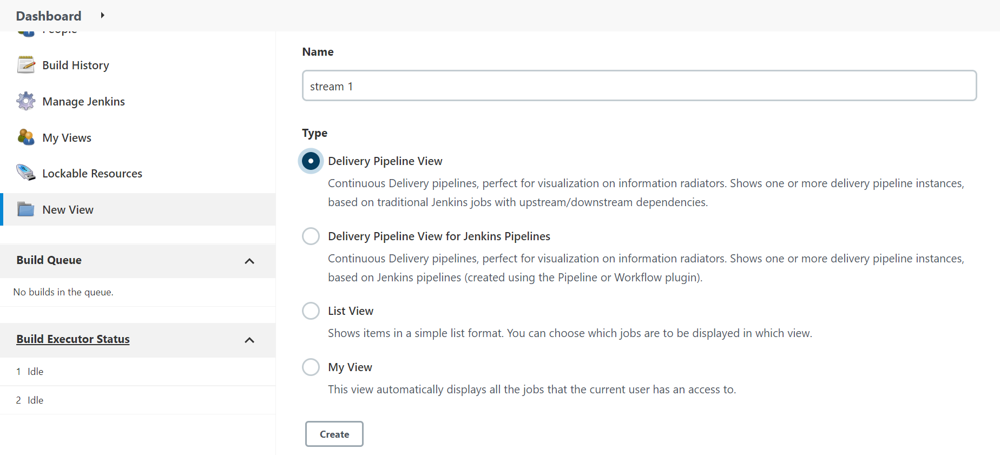 Dashboard
People
Build History
Manage Jenkins
My Views
Lockable Resources
New View
Build Queue
No builds in the queue.
Build Executor Status
1 Idle
2 Idle
Name
stream 1
Type
Delivery Pipeline View
Continuous Delivery pipelines, perfect for visualization on information radiators. Shows one or more delivery pipeline instances,
based on traditional Jenkins jobs with upstream/downstream dependencies.
Delivery Pipeline View for Jenkins Pipelines
Continuous Delivery pipelines, perfect for visualization on information radiators. Shows one or more delivery pipeline instances,
based on Jenkins pipelines (created using the Pipeline or Workflow plugin).
List View
Shows items in a simple list format. You can choose which jobs are to be displayed in which view.
My View
This view automatically displays all the jobs that the current user has an access to.
Create